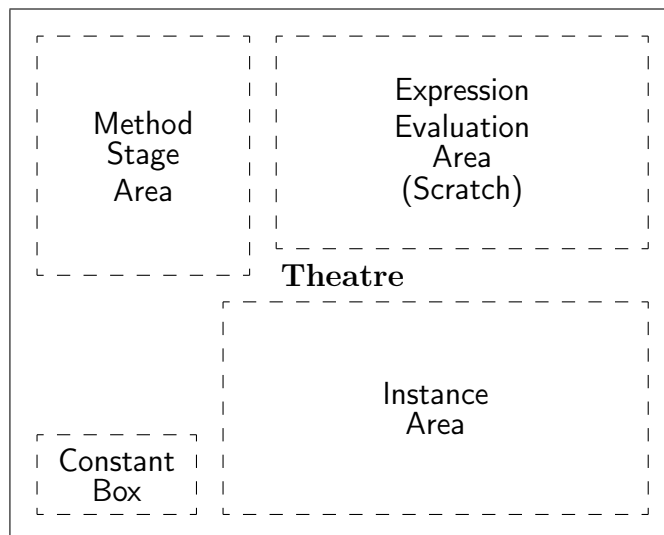 Method
Stage
Area
Expression
Evaluation
Area
(Scratch)
Theatre
Instance
Area
Constant
Box